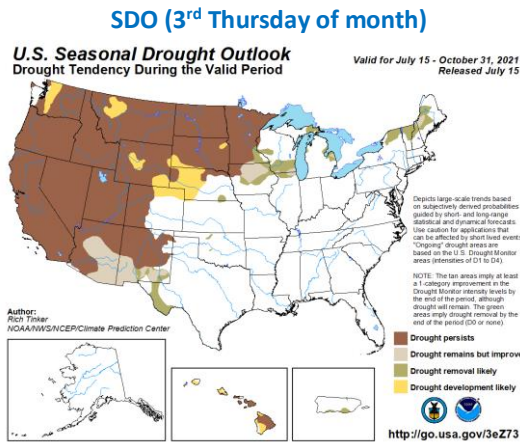 SDO (3rd Thursday of month)
U.S. Seasonal Drought Outlook
Drought Tendency During the Valid Period
Valid for July 15 - October 31, 2021
Released July 15
Depicts large-scale trends based
on subjectively derived probabilities
guided by short- and long-range
statistical and dynamical forecasts.
Use caution for applications that
can be affected by short lived events.
"Ongoing" drought areas are
based on the U.S. Drought Monitor
areas (intensities of D1 to D4).
NOTE: The tan areas imply at least
a 1-category improvement in the
Drought Monitor intensity levels by
the end of the period, although
drought will remain. The green
areas imply drought removal by the
end of the period (D0 or none).
Author:
Rich Tinker
NOAA/NWS/NCEP/Climate Prediction Center
Drought persists
Drought remains but improve
Drought removal likely
Drought development likely
http://go.usa.gov/3eZ73